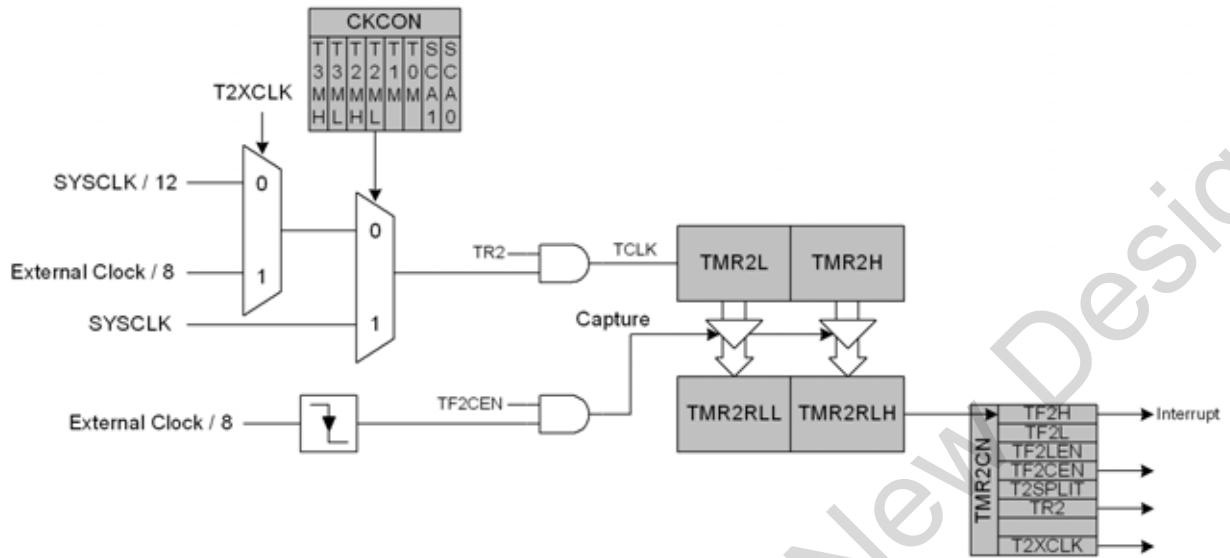 CKCON
T3MH T3ML T2MH T2ML T1M T0M SCA1 SCA0
T2XCLK
SYSCLK / 12
0
External Clock / 8
1
0
SYSCLK
1
TR2
TCLK
TMR2L
TMR2H
Capture
External Clock / 8
TF2CEN
TMR2RLL
TMR2RLH
TMR2CN
TF2H
Interrupt
TF2L
TF2LEN
TF2CEN
T2SPLIT
TR2
T2XCLK
New Desig